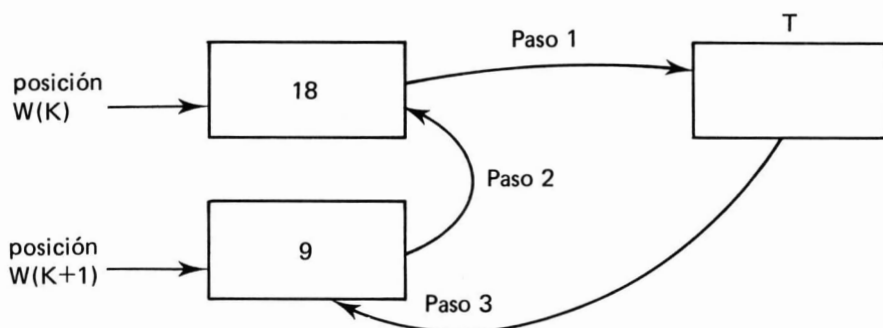 T
Paso 1
posición
W(K)
18
Paso 2
posición
W(K+1)
9
Paso 3